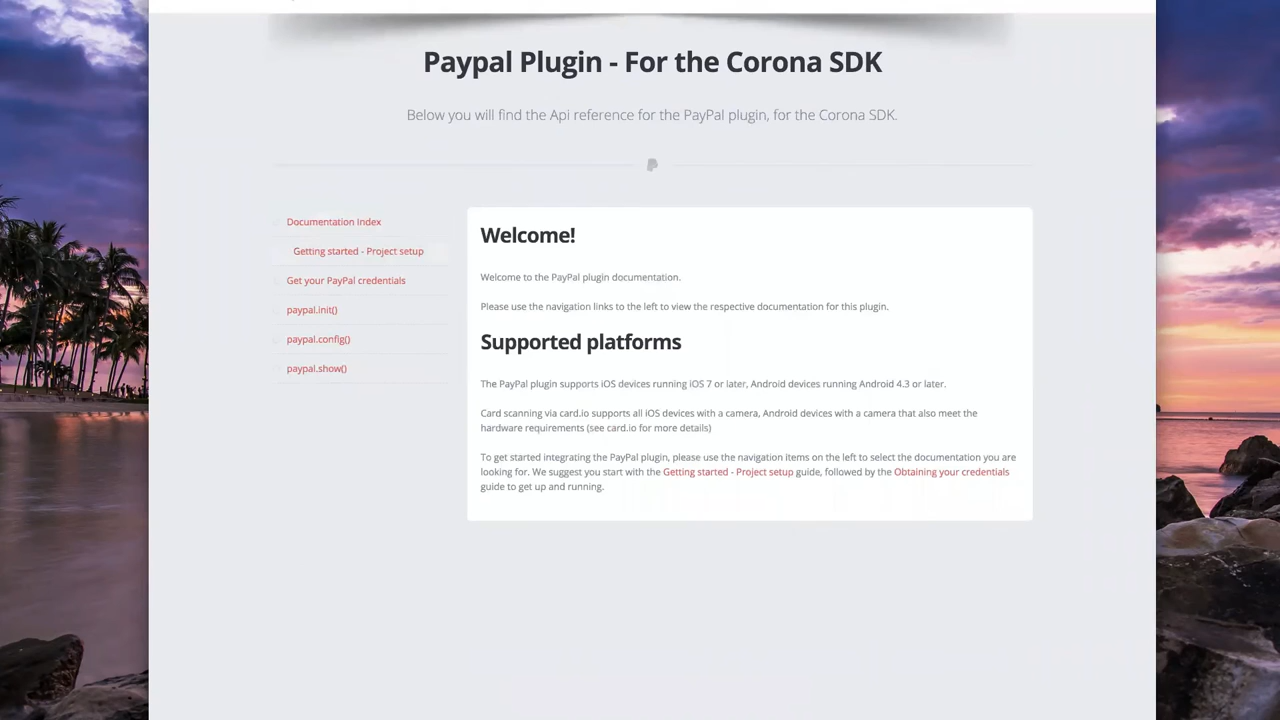 Paypal Plugin - For the Corona SDK
Below you will find the Api reference for the PayPal plugin, for the Corona SDK.
Documentation Index
Getting started - Project setup
Get your PayPal credentials
paypal.init()
paypal.config()
paypal.show()
Welcome!
Welcome to the PayPal plugin documentation.
Please use the navigation links to the left to view the respective documentation for this plugin.
Supported platforms
The PayPal plugin supports iOS devices running iOS 7 or later, Android devices running Android 4.3 or later.
Card scanning via card.io supports all iOS devices with a camera, Android devices with a camera that also meet the
hardware requirements (see card.io for more details)
To get started integrating the PayPal plugin, please use the navigation items on the left to select the documentation you are
looking for. We suggest you start with the Getting started - Project setup guide, followed by the Obtaining your credentials
guide to get up and running.